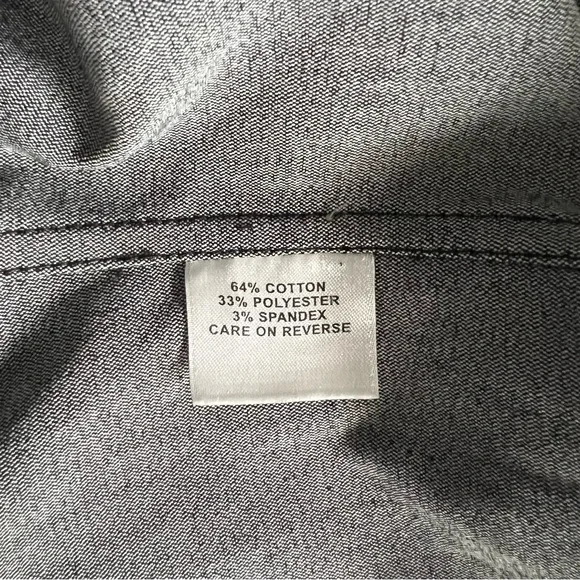 64% COTTON
33% POLYESTER
3% SPANDEX
CARE ON REVERSE